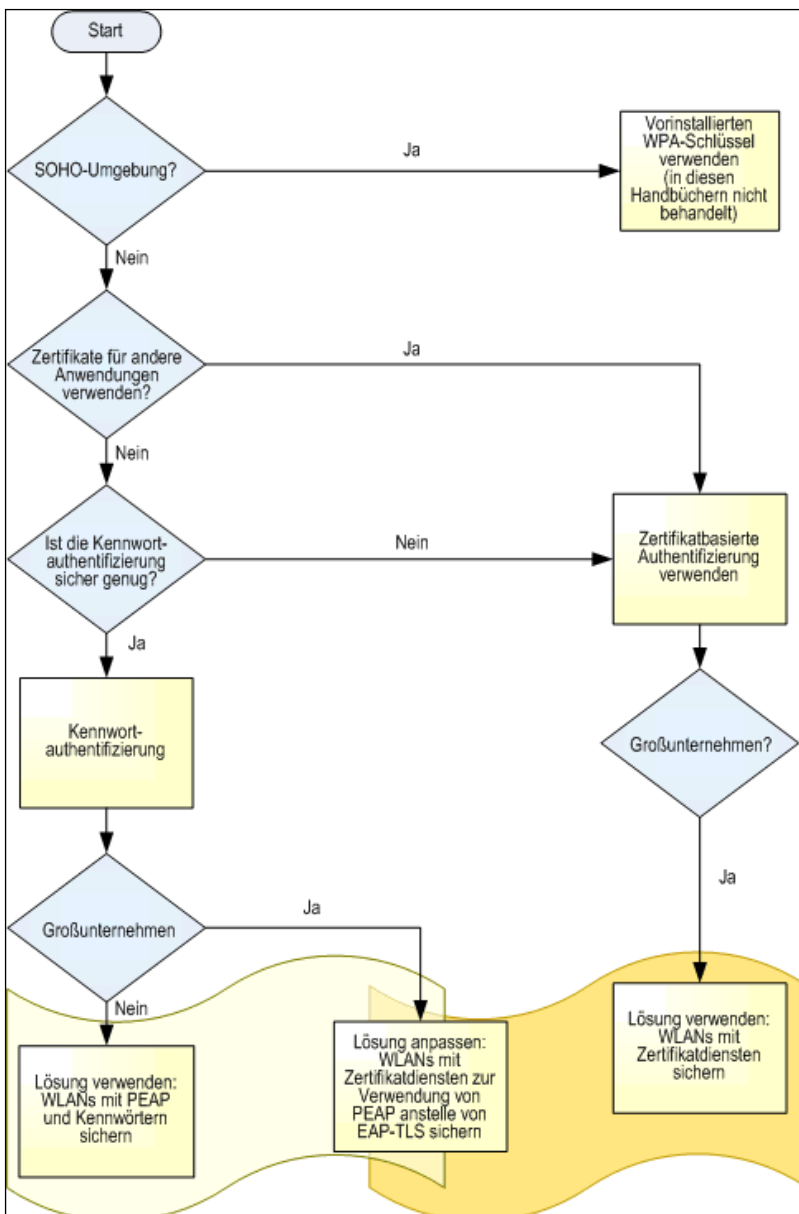 Start
SOHO-Umgebung?
Ja
Vorinstallierten
WPA-Schlüssel
verwenden
(in diesen
Handbüchern nicht
behandelt)
Nein
Zertifikate für andere
Anwendungen
verwenden?
Ja
Nein
Ist die Kennwort-
authentifizierung
sicher genug?
Nein
Zertifikatbasierte
Authentifizierung
verwenden
Ja
Kennwort-
authentifizierung
Großunternehmen?
Ja
Großunternehmen
Ja
Nein
Lösung verwenden:
WLANs mit PEAP
und Kennwörtern
sichern
Lösung anpassen:
WLANs mit
Zertifikatdiensten zur
Verwendung von
PEAP anstelle von
EAP-TLS sichern
Lösung verwenden:
WLANs mit
Zertifikatdiensten
sichern